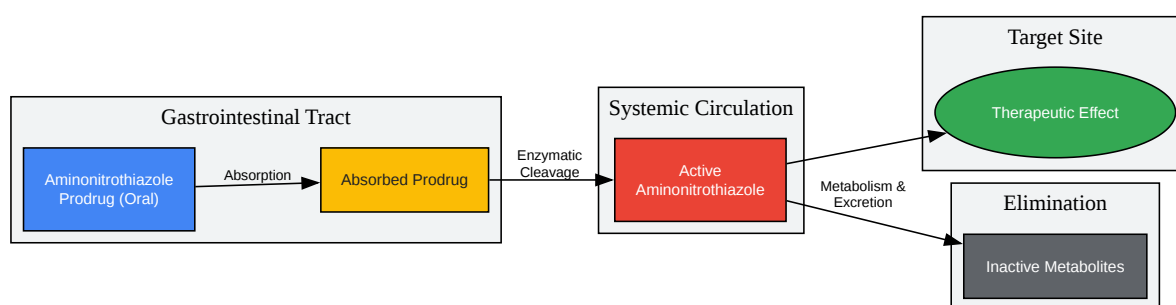 Gastrointestinal Tract
Aminonitrothiazole
Prodrug (Oral)
Absorption
Absorbed Prodrug
Enzymatic
Cleavage
Systemic Circulation
Active
Aminonitrothiazole
Target Site
Therapeutic Effect
Metabolism &
Excretion
Elimination
Inactive Metabolites